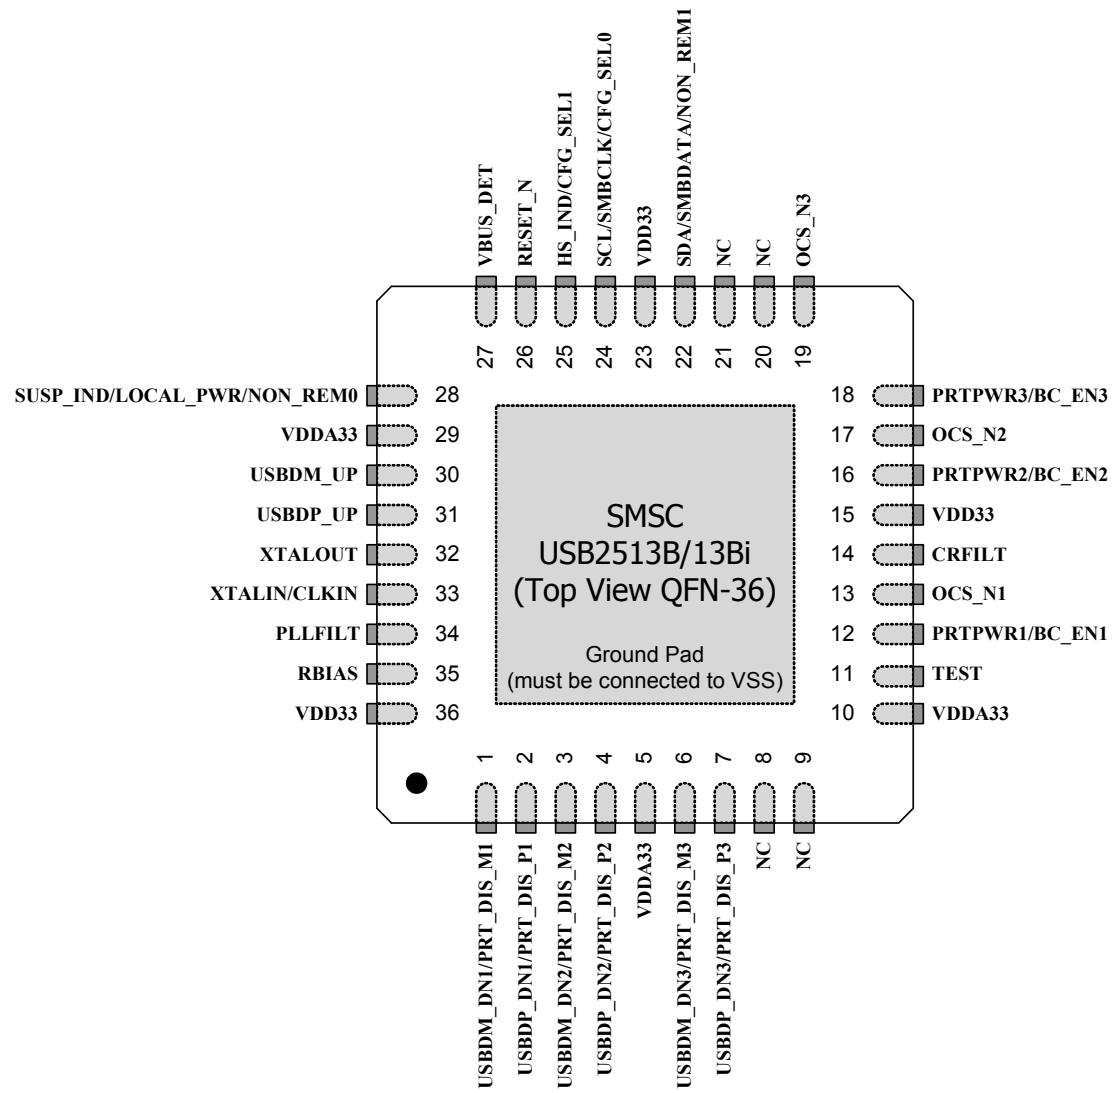 VBUS_DET
RESET_N
HS_IND/CFG_SEL1
SCL/SMBCLK/CFG_SEL0
VDD33
SDA/SMBDATA/NON_REM1
NC
NC
OCS_N3
27
26
25
24
23
22
21
20
19
SUSP_IND/LOCAL_PWR/NON_REM0 28
VDDA33 29
USBDM_UP 30
USBDP_UP 31
XTALOUT 32
XTALIN/CLKIN 33
PLLFILT 34
RBIAS 35
VDD33 36
SMSC
USB2513B/13Bi
(Top View QFN-36)
Ground Pad
(must be connected to VSS)
18 PRTPWR3/BC_EN3
17 OCS_N2
16 PRTPWR2/BC_EN2
15 VDD33
14 CRFILT
13 OCS_N1
12 PRTPWR1/BC_EN1
11 TEST
10 VDDA33
1
2
3
4
5
6
7
8
9
USBDM_DN1/PRT_DIS_M1
USBDP_DN1/PRT_DIS_P1
USBDM_DN2/PRT_DIS_M2
USBDP_DN2/PRT_DIS_P2
VDDA33
USBDM_DN3/PRT_DIS_M3
USBDP_DN3/PRT_DIS_P3
NC
NC